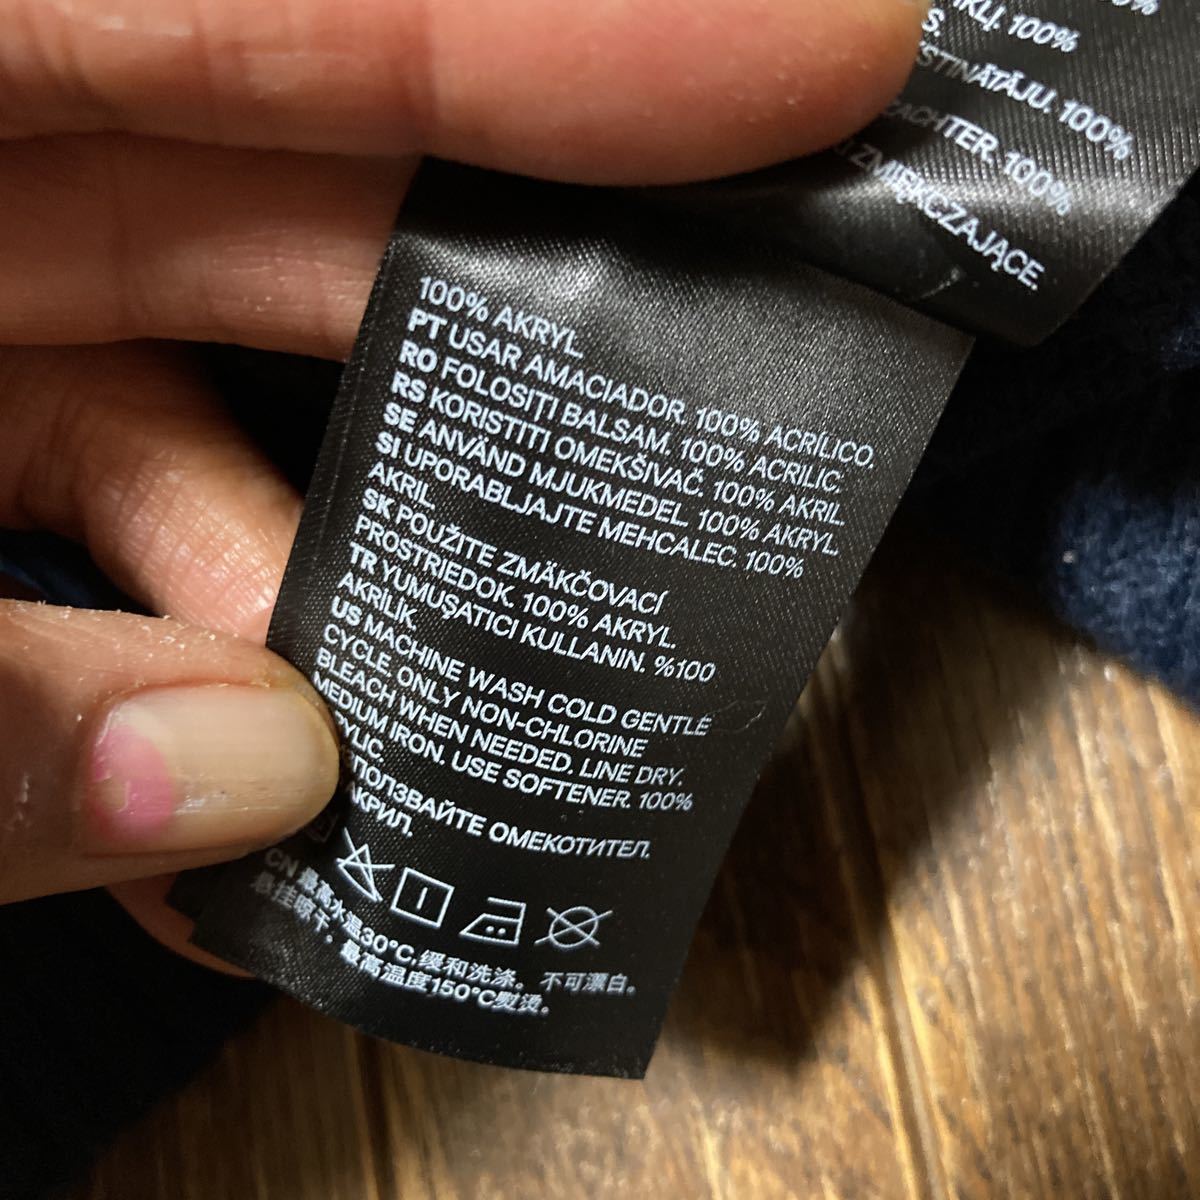 KLĮ. 100%
S.
STINĀTĀJU. 100%
ACHTER. 100%
ZMIĘKCZAJĄCE.
100% AKRYL.
PT USAR AMACIADOR. 100% ACRÍLICO.
RO FOLOSIȚI BALSAM. 100% ACRILIC.
RS KORISTITI OMEKŠIVAČ. 100% AKRIL.
SE ANVÄND MJUKMEDEL. 100% AKRYL.
SI UPORABLJAJTE MEHCALEC. 100%
AKRIL.
SK POUŽITE ZMÄKČOVACÍ
PROSTRIEDOK. 100% AKRYL.
TR YUMUŞATICI KULLANIN. %100
AKRİLİK.
US MACHINE WASH COLD GENTLE
CYCLE. ONLY NON-CHLORINE
BLEACH WHEN NEEDED. LINE DRY.
MEDIUM IRON. USE SOFTENER. 100%
YLIC.
ПОЛЗВАЙТЕ ОМЕКОТИТЕЛ.
АКРИЛ.
CN 最高水温30°C,缓和洗涤。不可漂白。
悬挂晾干。最高温度150°C熨烫。